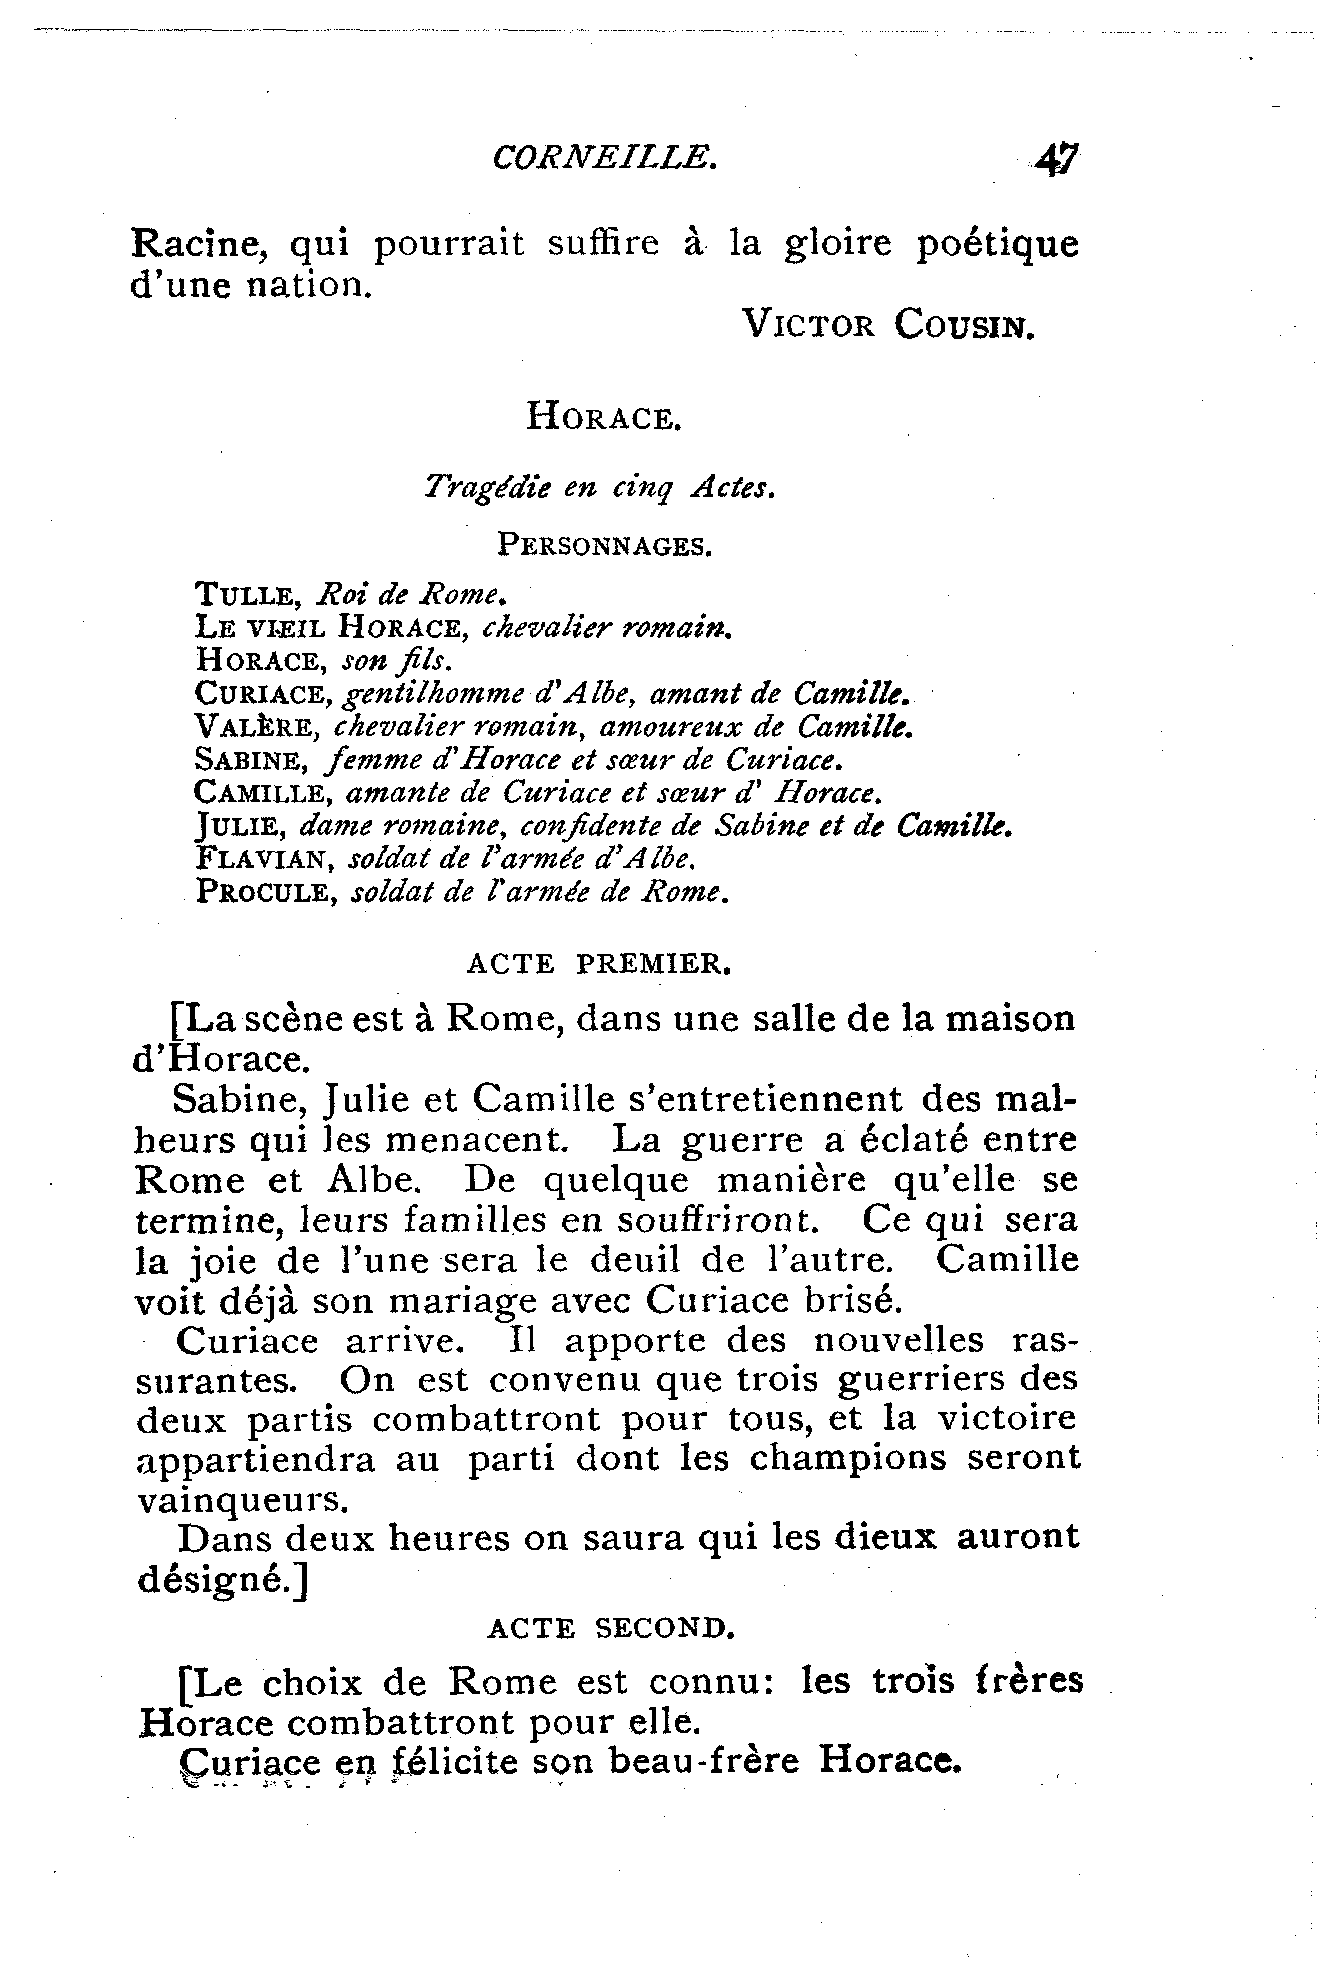 CORNEILLE. 47
Racine, qui pourrait suffire à la gloire poétique
d'une nation.
VICTOR COUSIN.
HORACE.
Tragédie en cinq Actes.
PERSONNAGES.
TULLE, Roi de Rome.
LE VIEIL HORACE, chevalier romain.
HORACE, son fils.
CURIACE, gentilhomme d'Albe, amant de Camille.
VALÈRE, chevalier romain, amoureux de Camille.
SABINE, femme d'Horace et sœur de Curiace.
CAMILLE, amante de Curiace et sœur d' Horace.
JULIE, dame romaine, confidente de Sabine et de Camille.
FLAVIAN, soldat de l'armée d'Albe.
PROCULE, soldat de l'armée de Rome.
ACTE PREMIER.
[La scène est à Rome, dans une salle de la maison
d'Horace.
Sabine, Julie et Camille s'entretiennent des mal-
heurs qui les menacent. La guerre a éclaté entre
Rome et Albe. De quelque manière qu'elle se
termine, leurs familles en souffriront. Ce qui sera
la joie de l'une sera le deuil de l'autre. Camille
voit déjà son mariage avec Curiace brisé.
Curiace arrive. Il apporte des nouvelles ras-
surantes. On est convenu que trois guerriers des
deux partis combattront pour tous, et la victoire
appartiendra au parti dont les champions seront
vainqueurs.
Dans deux heures on saura qui les dieux auront
désigné.]
ACTE SECOND.
[Le choix de Rome est connu: les trois frères
Horace combattront pour elle.
Curiace en félicite son beau-frère Horace.